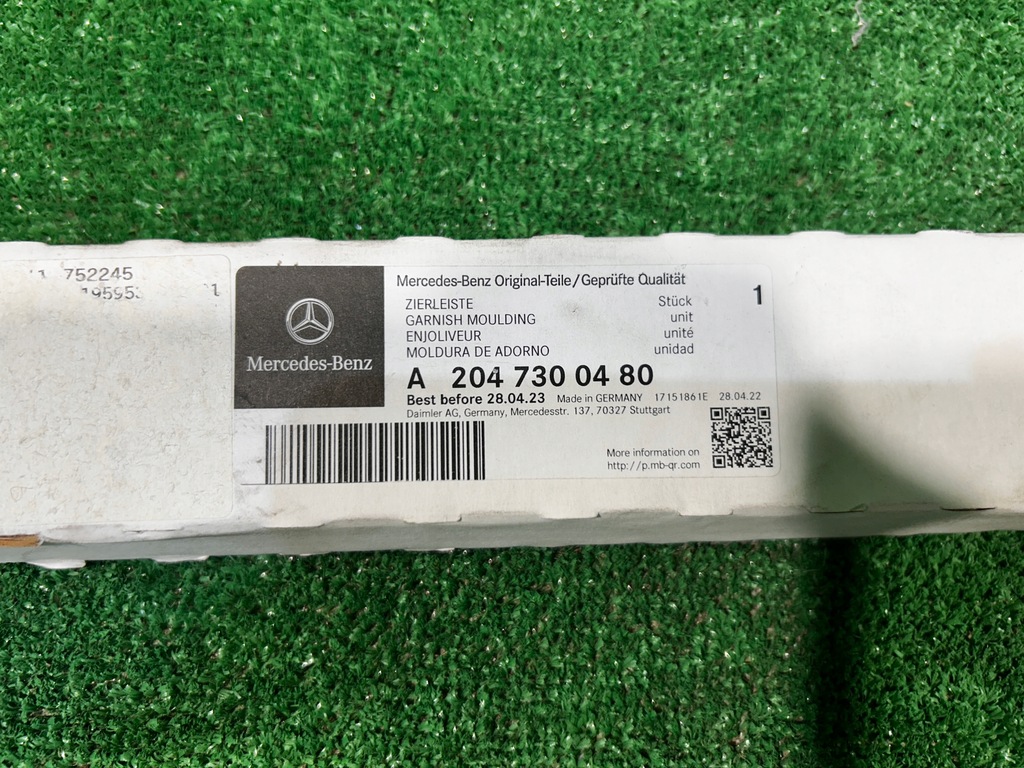 752245
Mercedes-Benz
Mercedes-Benz Original-Teile/Geprüfte Qualität
ZIERLEISTE Stück 1
GARNISH MOULDING unit
ENJOLIVEUR unité
MOLDURA DE ADORNO unidad
A 204 730 04 80
Best before 28.04.23 Made in GERMANY 17151861E 28.04.22
Daimler AG, Germany, Mercedesstr. 137, 70327 Stuttgart
More information on
http://p.mb-qr.com